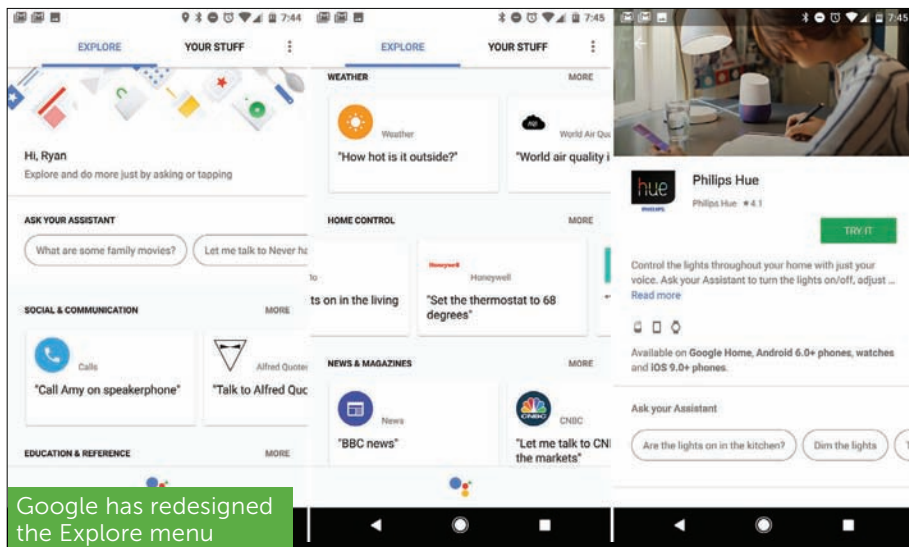 7:44
EXPLORE YOUR STUFF
Hi, Ryan
Explore and do more just by asking or tapping
ASK YOUR ASSISTANT
What are some family movies?
Let me talk to Never
SOCIAL & COMMUNICATION MORE
Calls
"Call Amy on speakerphone"
Alfred
"Talk to Alfred
EDUCATION & REFERENCE MORE
Google has redesigned
the Explore menu
7:45
EXPLORE YOUR STUFF
WEATHER MORE
Weather
"How hot is it outside?"
World Air
"World air quality
HOME CONTROL MORE
on in the living
Honeywell
Honeywell
"Set the thermostat to 68
degrees"
NEWS & MAGAZINES MORE
News
"BBC news"
CNBC
CNBC
"Let me talk to
the markets"
7:45
hue
PHILIPS
Philips Hue
Philips Hue ★4.1
TRY IT
Control the lights throughout your home with just your
voice. Ask your Assistant to turn the lights on/off, adjust ...
Read more
Available on Google Home, Android 6.0+ phones, watches
and iOS 9.0+ phones.
Ask your Assistant
Are the lights on in the kitchen?
Dim the lights